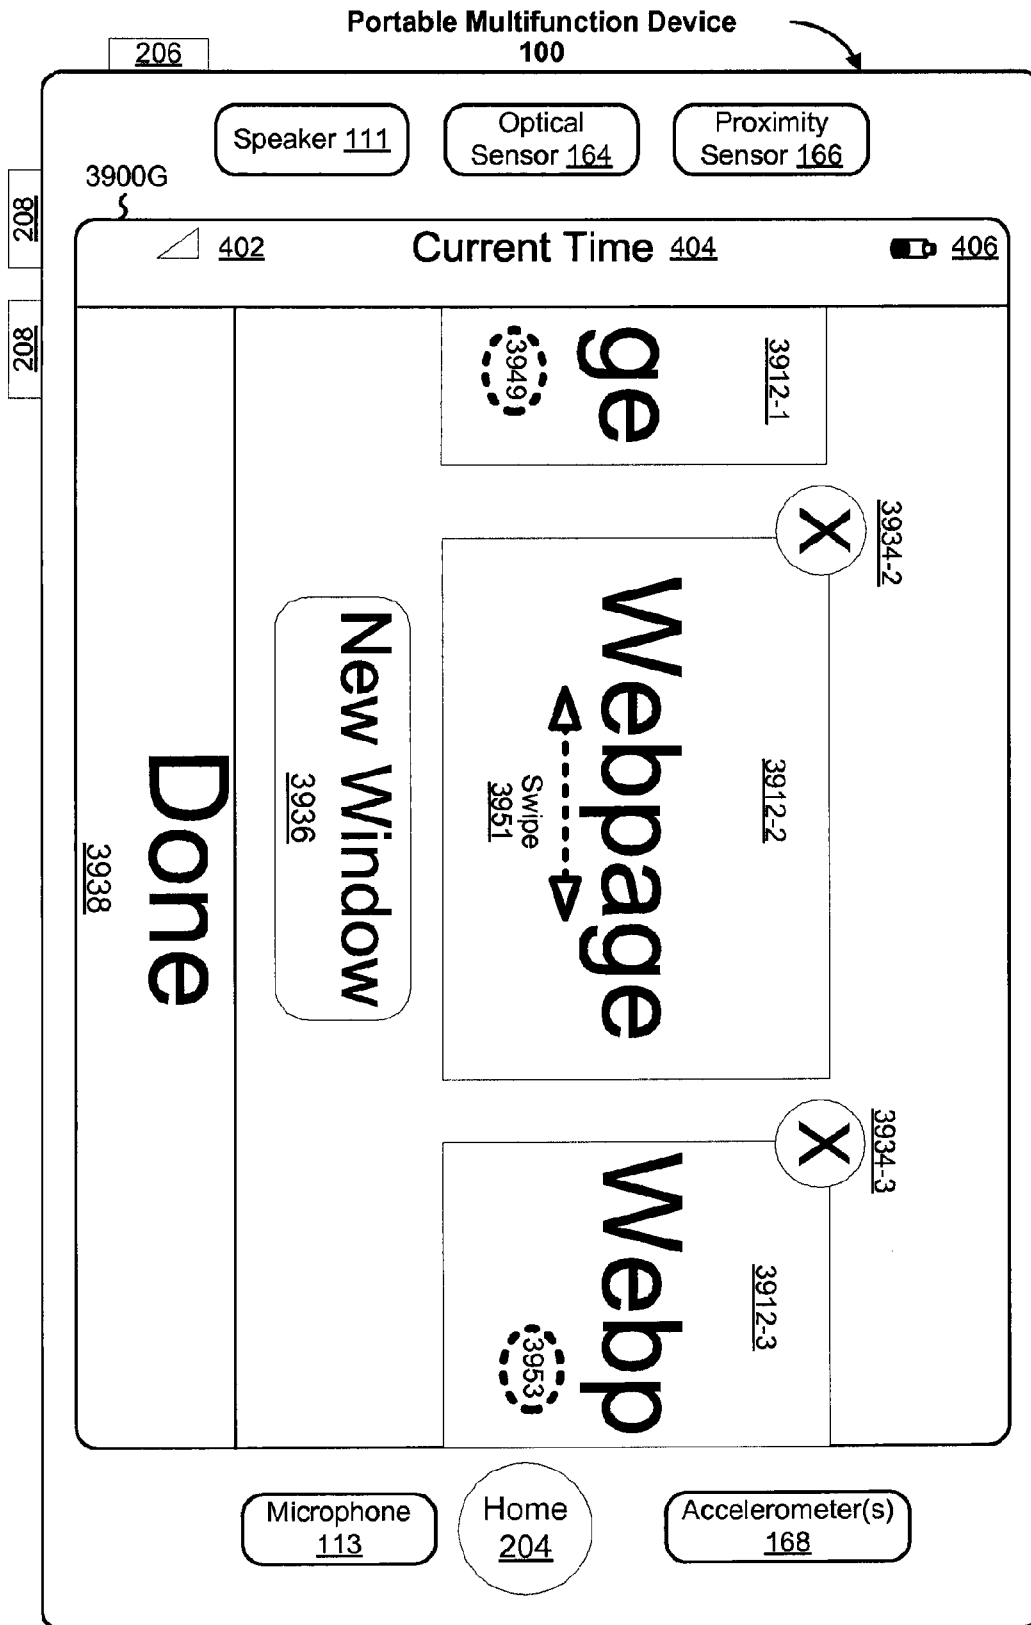 Portable Multifunction Device
100
206
Speaker 111
Optical
Sensor 164
Proximity
Sensor 166
3900G
208
208
402
Current Time 404
406
ge
3949
3912-1
X
3934-2
Webpage
3912-2
Swipe
3951
New Window
3936
Done
3938
X
3934-3
Webp
3912-3
3953
Microphone
113
Home
204
Accelerometer(s)
168